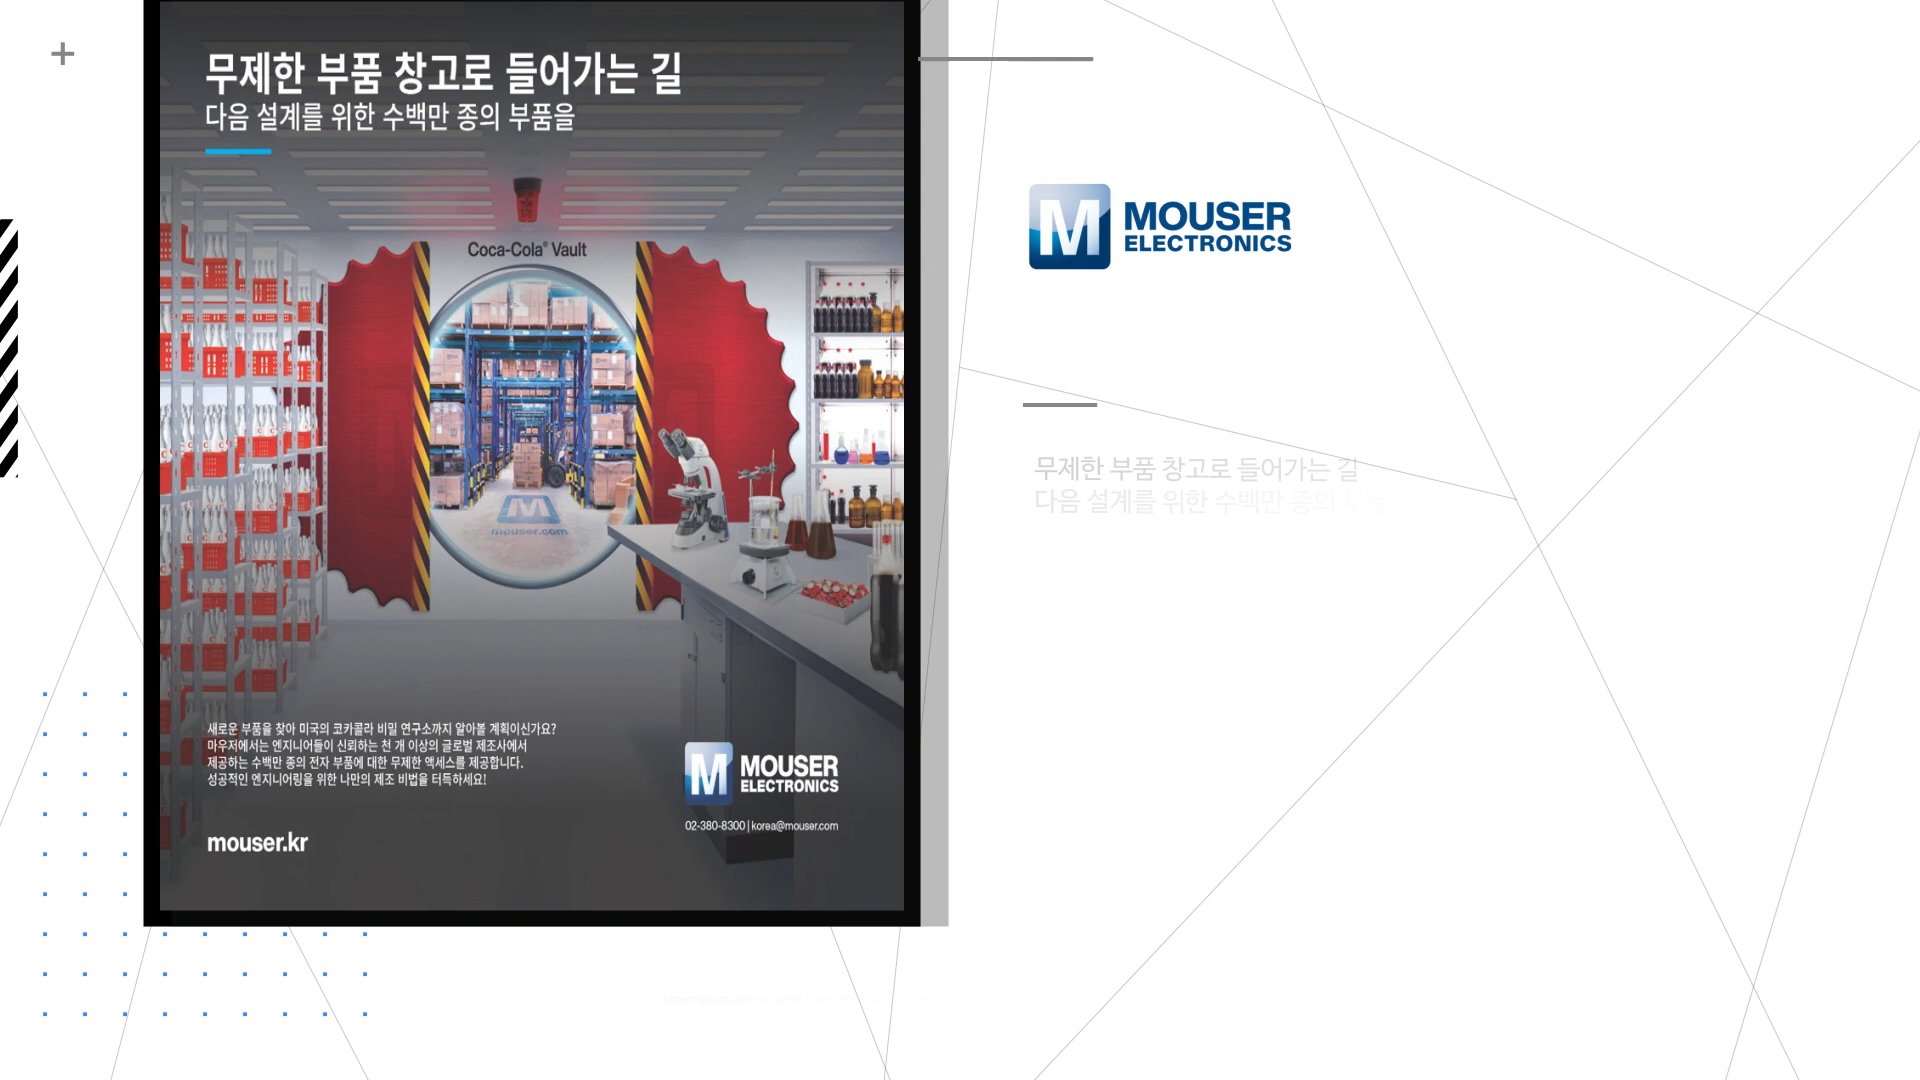 무제한 부품 창고로 들어가는 길
다음 설계를 위한 수백만 종의 부품을
Coca-Cola® Vault
M
mouser.com
새로운 부품을 찾아 미국의 코카콜라 비밀 연구소까지 알아볼 계획이신가요?
마우저에서는 엔지니어들이 신뢰하는 천 개 이상의 글로벌 제조사에서
제공하는 수백만 종의 전자 부품에 대한 무제한 액세스를 제공합니다.
성공적인 엔지니어링을 위한 나만의 제조 비법을 터득하세요!
mouser.kr
M MOUSER
ELECTRONICS
02-380-8300 | korea@mouser.com
M MOUSER
ELECTRONICS
무제한 부품 창고로 들어가는 길
다음 설계를 위한 수백만 종의 부품